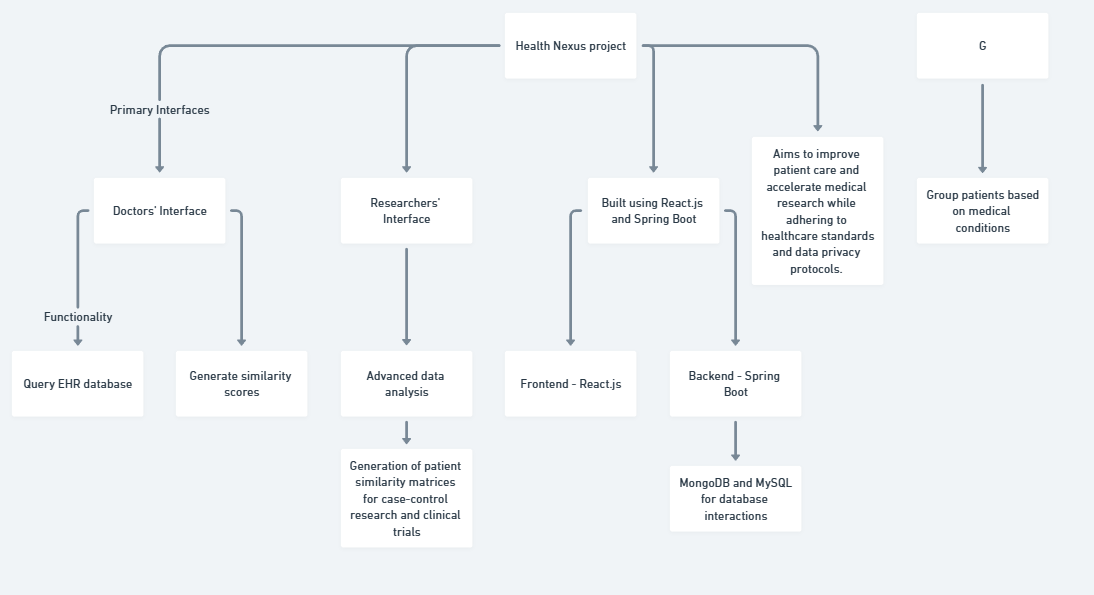 Health Nexus project
G
Primary Interfaces
Aims to improve
patient care and
accelerate medical
research while
adhering to
healthcare standards
and data privacy
protocols.
Doctors' Interface
Researchers'
Interface
Built using React.js
and Spring Boot
Group patients based
on medical
conditions
Functionality
Query EHR database
Generate similarity
scores
Advanced data
analysis
Frontend - React.js
Backend - Spring
Boot
Generation of patient
similarity matrices
for case-control
research and clinical
trials
MongoDB and MySQL
for database
interactions